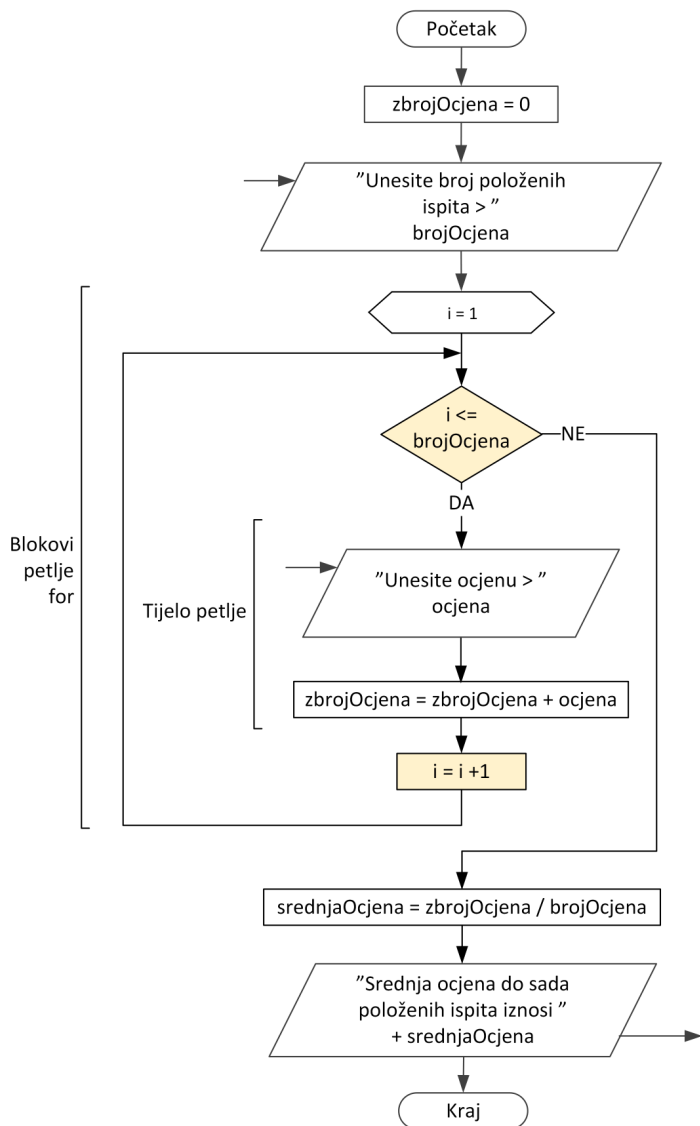 Početak
zbrojOcjena = 0
”Unesite broj položenih
ispita > ”
brojOcjena
i = 1
i <=
brojOcjena
NE
DA
Blokovi
petlje
for
Tijelo petlje
”Unesite ocjenu > ”
ocjena
zbrojOcjena = zbrojOcjena + ocjena
i = i +1
srednjaOcjena = zbrojOcjena / brojOcjena
”Srednja ocjena do sada
položenih ispita iznosi ”
+ srednjaOcjena
Kraj